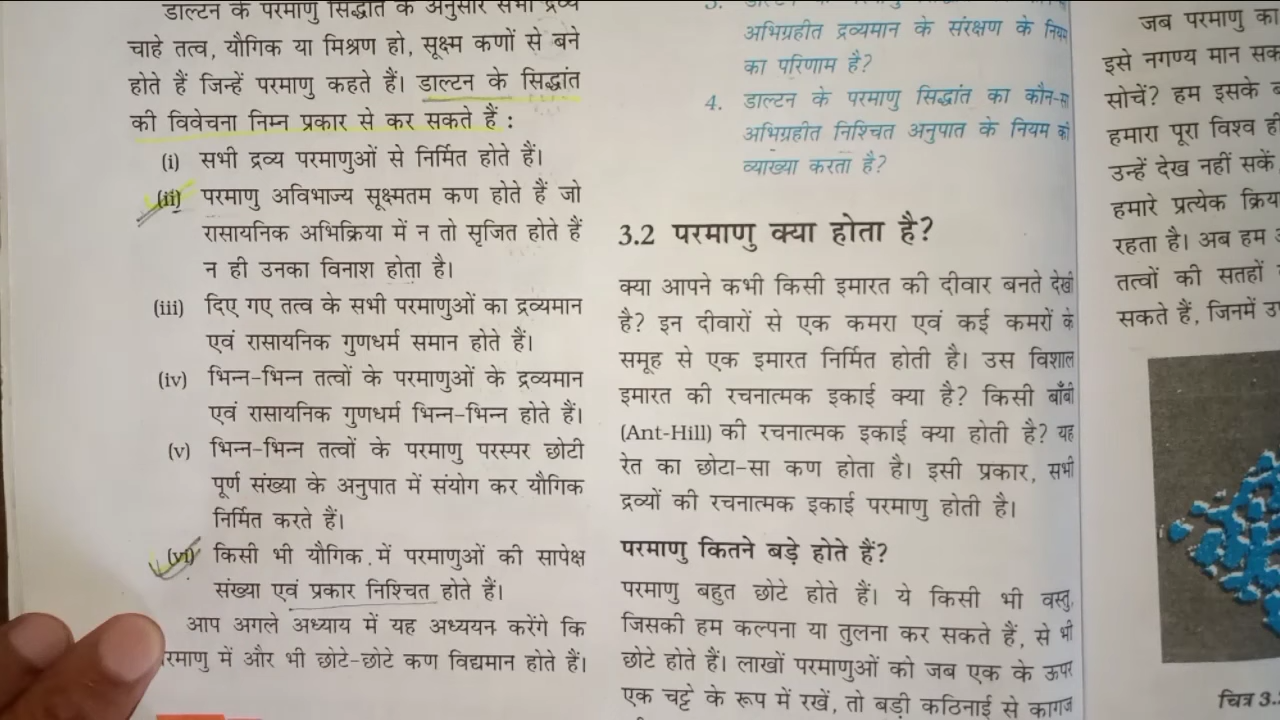 डाल्टन के परमाणु सिद्धांत के अनुसार सभी द्रव्य
चाहे तत्व, यौगिक या मिश्रण हो, सूक्ष्म कणों से बने
होते हैं जिन्हें परमाणु कहते हैं। डाल्टन के सिद्धांत
की विवेचना निम्न प्रकार से कर सकते हैं :
(i) सभी द्रव्य परमाणुओं से निर्मित होते हैं।
(ii) परमाणु अविभाज्य सूक्ष्मतम कण होते हैं जो
रासायनिक अभिक्रिया में न तो सृजित होते हैं
न ही उनका विनाश होता है।
(iii) दिए गए तत्व के सभी परमाणुओं का द्रव्यमान
एवं रासायनिक गुणधर्म समान होते हैं।
(iv) भिन्न-भिन्न तत्वों के परमाणुओं के द्रव्यमान
एवं रासायनिक गुणधर्म भिन्न-भिन्न होते हैं।
(v) भिन्न-भिन्न तत्वों के परमाणु परस्पर छोटी
पूर्ण संख्या के अनुपात में संयोग कर यौगिक
निर्मित करते हैं।
(vi) किसी भी यौगिक में परमाणुओं की सापेक्ष
संख्या एवं प्रकार निश्चित होते हैं।
आप अगले अध्याय में यह अध्ययन करेंगे कि
में और भी छोटे-छोटे कण विद्यमान होते हैं।
अभिग्रहीत द्रव्यमान के संरक्षण के नियम
का परिणाम है?
4. डाल्टन के परमाणु सिद्धांत का कौन-सा
अभिग्रहीत निश्चित अनुपात के नियम की
व्याख्या करता है?
3.2 परमाणु क्या होता है?
क्या आपने कभी किसी इमारत की दीवार बनते देखी
है? इन दीवारों से एक कमरा एवं कई कमरों के
समूह से एक इमारत निर्मित होती है। उस विशाल
इमारत की रचनात्मक इकाई क्या है? किसी बाँबी
(Ant-Hill) की रचनात्मक इकाई क्या होती है? यह
रेत का छोटा-सा कण होता है। इसी प्रकार, सभी
द्रव्यों की रचनात्मक इकाई परमाणु होती है।
परमाणु कितने बड़े होते हैं?
परमाणु बहुत छोटे होते हैं। ये किसी भी वस्तु,
जिसकी हम कल्पना या तुलना कर सकते हैं, से भी
छोटे होते हैं। लाखों परमाणुओं को जब एक के ऊपर
एक चट्टे के रूप में रखें, तो बड़ी कठिनाई से कागज
जब परमाणु का
इसे नगण्य मान
सोचें? हम इसके
हमारा पूरा विश्व ही
उन्हें देख नहीं सकें
हमारे प्रत्येक
रहता है। अब हम
तत्वों की सतहों
सकते हैं, जिनमें
चित्र 3.